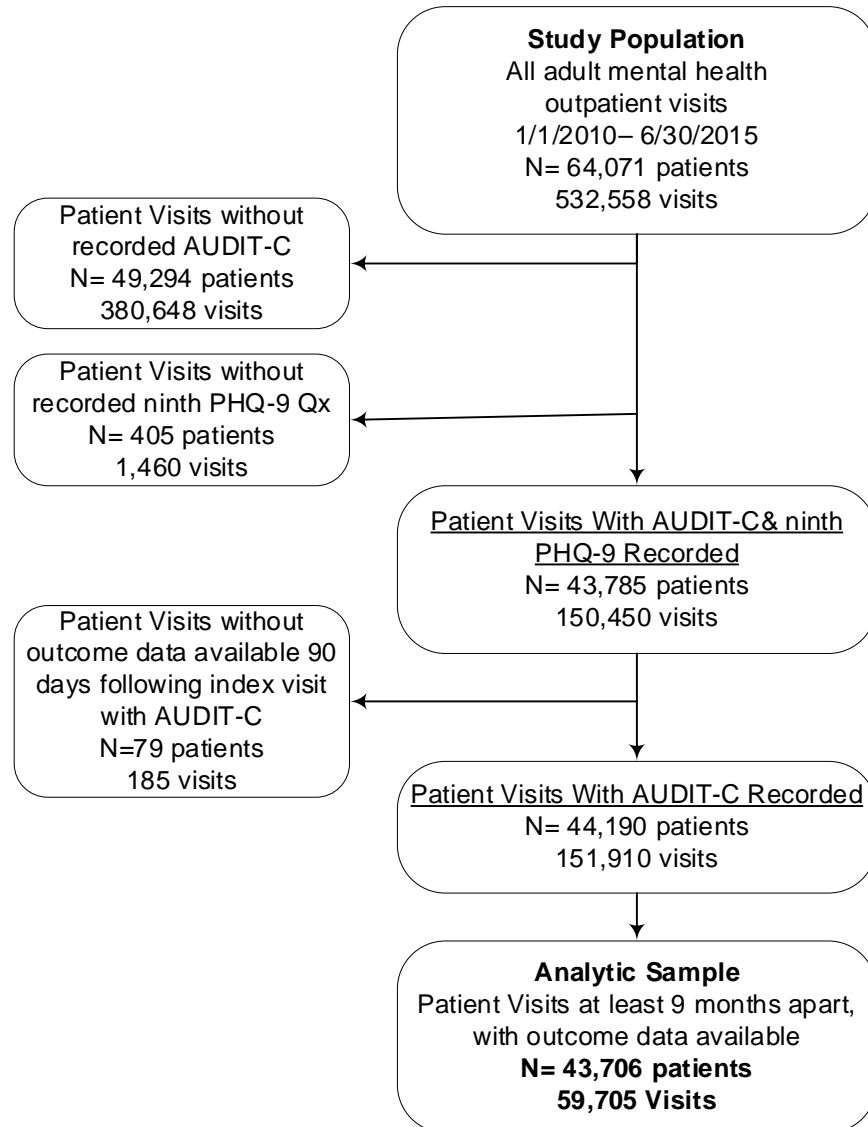 Study Population
All adult mental health
outpatient visits
1/1/2010– 6/30/2015
N= 64,071 patients
532,558 visits
Patient Visits without
recorded AUDIT-C
N= 49,294 patients
380,648 visits
Patient Visits without
recorded ninth PHQ-9 Qx
N= 405 patients
1,460 visits
Patient Visits With AUDIT-C& ninth
PHQ-9 Recorded
N= 43,785 patients
150,450 visits
Patient Visits without
outcome data available 90
days following index visit
with AUDIT-C
N=79 patients
185 visits
Patient Visits With AUDIT-C Recorded
N= 44,190 patients
151,910 visits
Analytic Sample
Patient Visits at least 9 months apart,
with outcome data available
N= 43,706 patients
59,705 Visits